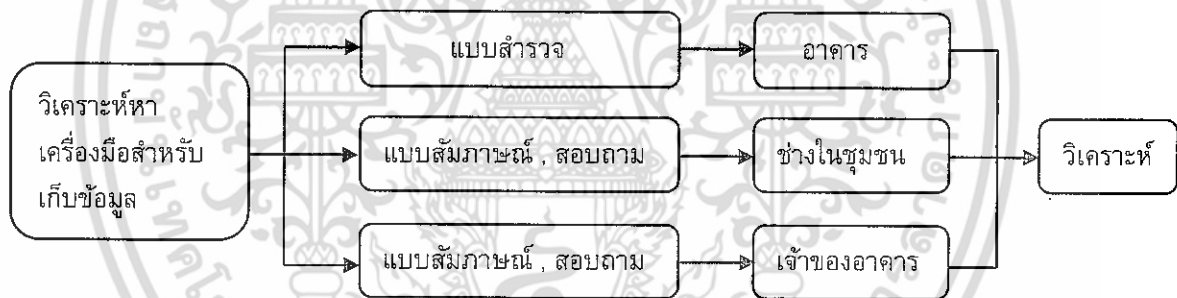 วิเคราะห์หา
เครื่องมือสำหรับ
เก็บข้อมูล
แบบสำรวจ
อาคาร
แบบสัมภาษณ์ , สอบถาม
ช่างในชุมชน
แบบสัมภาษณ์ , สอบถาม
เจ้าของอาคาร
วิเคราะห์